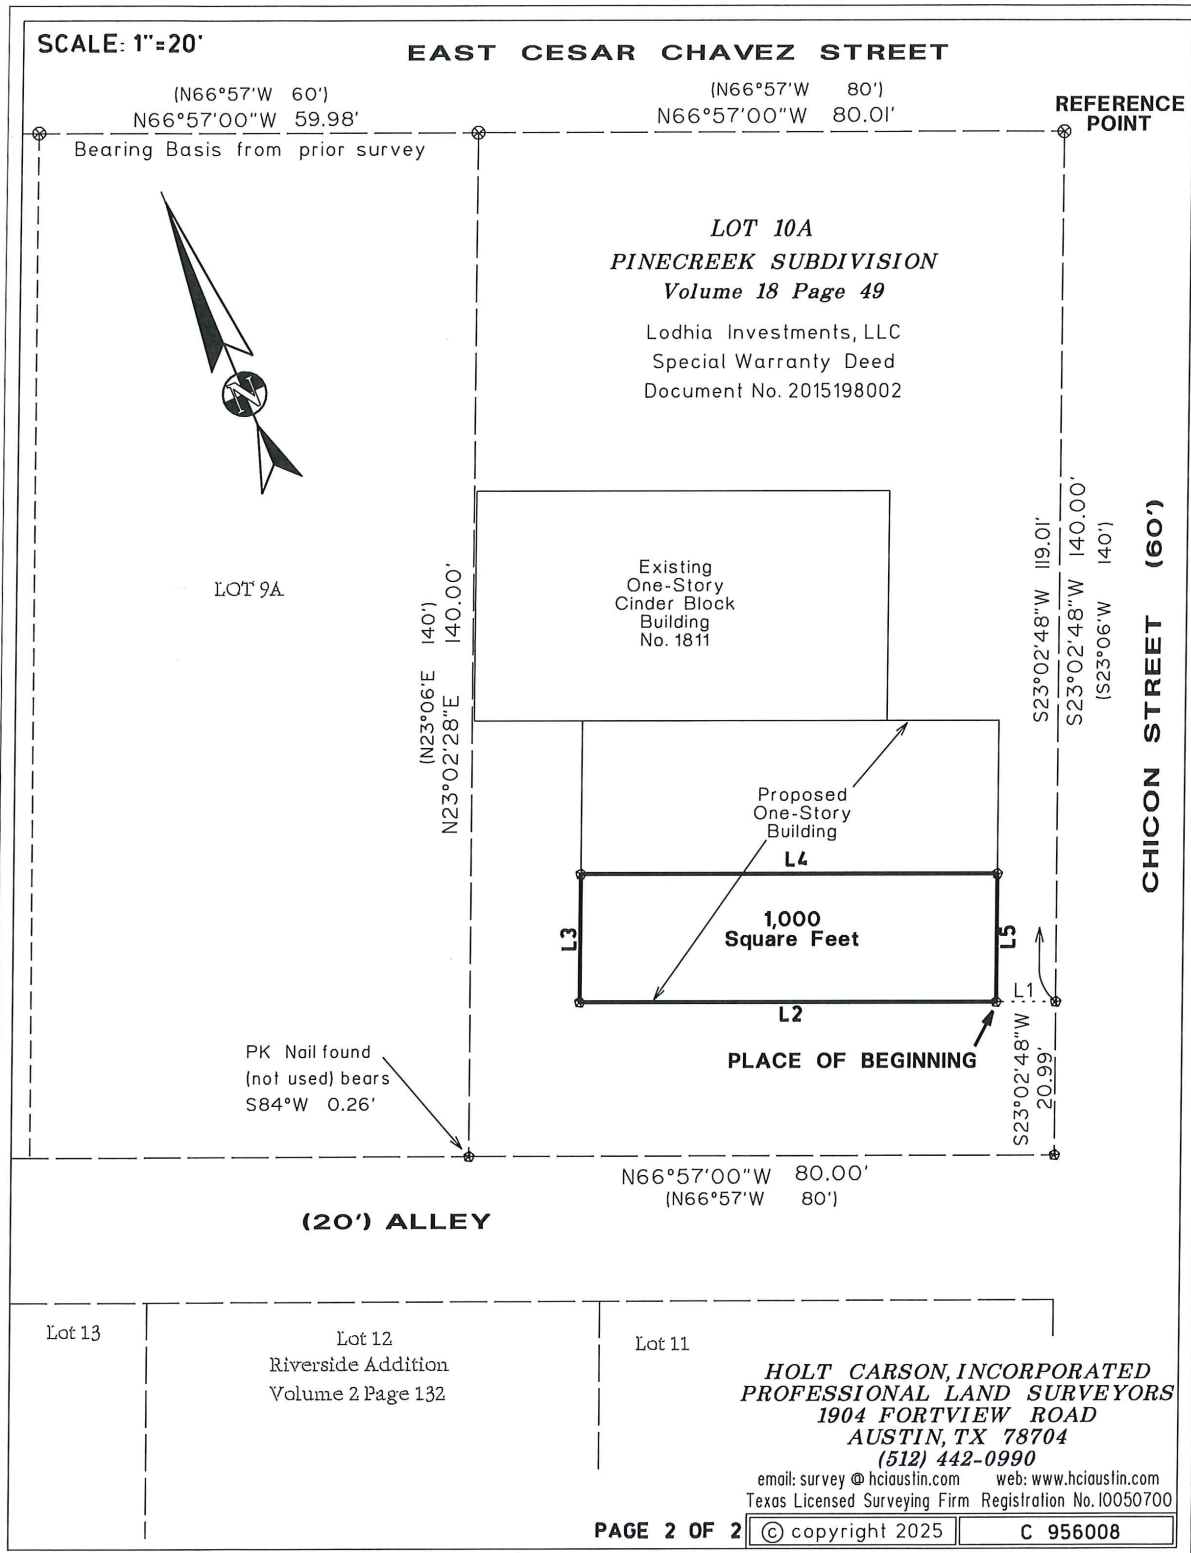 SCALE: 1"=20'
EAST CESAR CHAVEZ STREET
(N66°57'W 60')
N66°57'00"W 59.98'
Bearing Basis from prior survey
(N66°57'W 80')
N66°57'00"W 80.01'
REFERENCE
POINT
LOT 10A
PINECREEK SUBDIVISION
Volume 18 Page 49
Lodhia Investments, LLC
Special Warranty Deed
Document No. 2015198002
N
LOT 9A
(N23°06'E 140')
N23°02'28"E 140.00'
Existing
One-Story
Cinder Block
Building
No. 1811
S23°02'48"W 119.01'
S23°02'48"W 140.00'
(S23°06'W 140')
CHICON STREET (60')
Proposed
One-Story
Building
L4
L3
1,000
Square Feet
L5
L1
L2
PLACE OF BEGINNING
S23°02'48"W
20.99'
PK Nail found
(not used) bears
S84°W 0.26'
N66°57'00"W 80.00'
(N66°57'W 80')
(20') ALLEY
Lot 13
Lot 12
Riverside Addition
Volume 2 Page 132
Lot 11
HOLT CARSON, INCORPORATED
PROFESSIONAL LAND SURVEYORS
1904 FORTVIEW ROAD
AUSTIN, TX 78704
(512) 442-0990
email: survey @ hciaustin.com web: www.hciaustin.com
Texas Licensed Surveying Firm Registration No. 10050700
PAGE 2 OF 2 © copyright 2025 C 956008